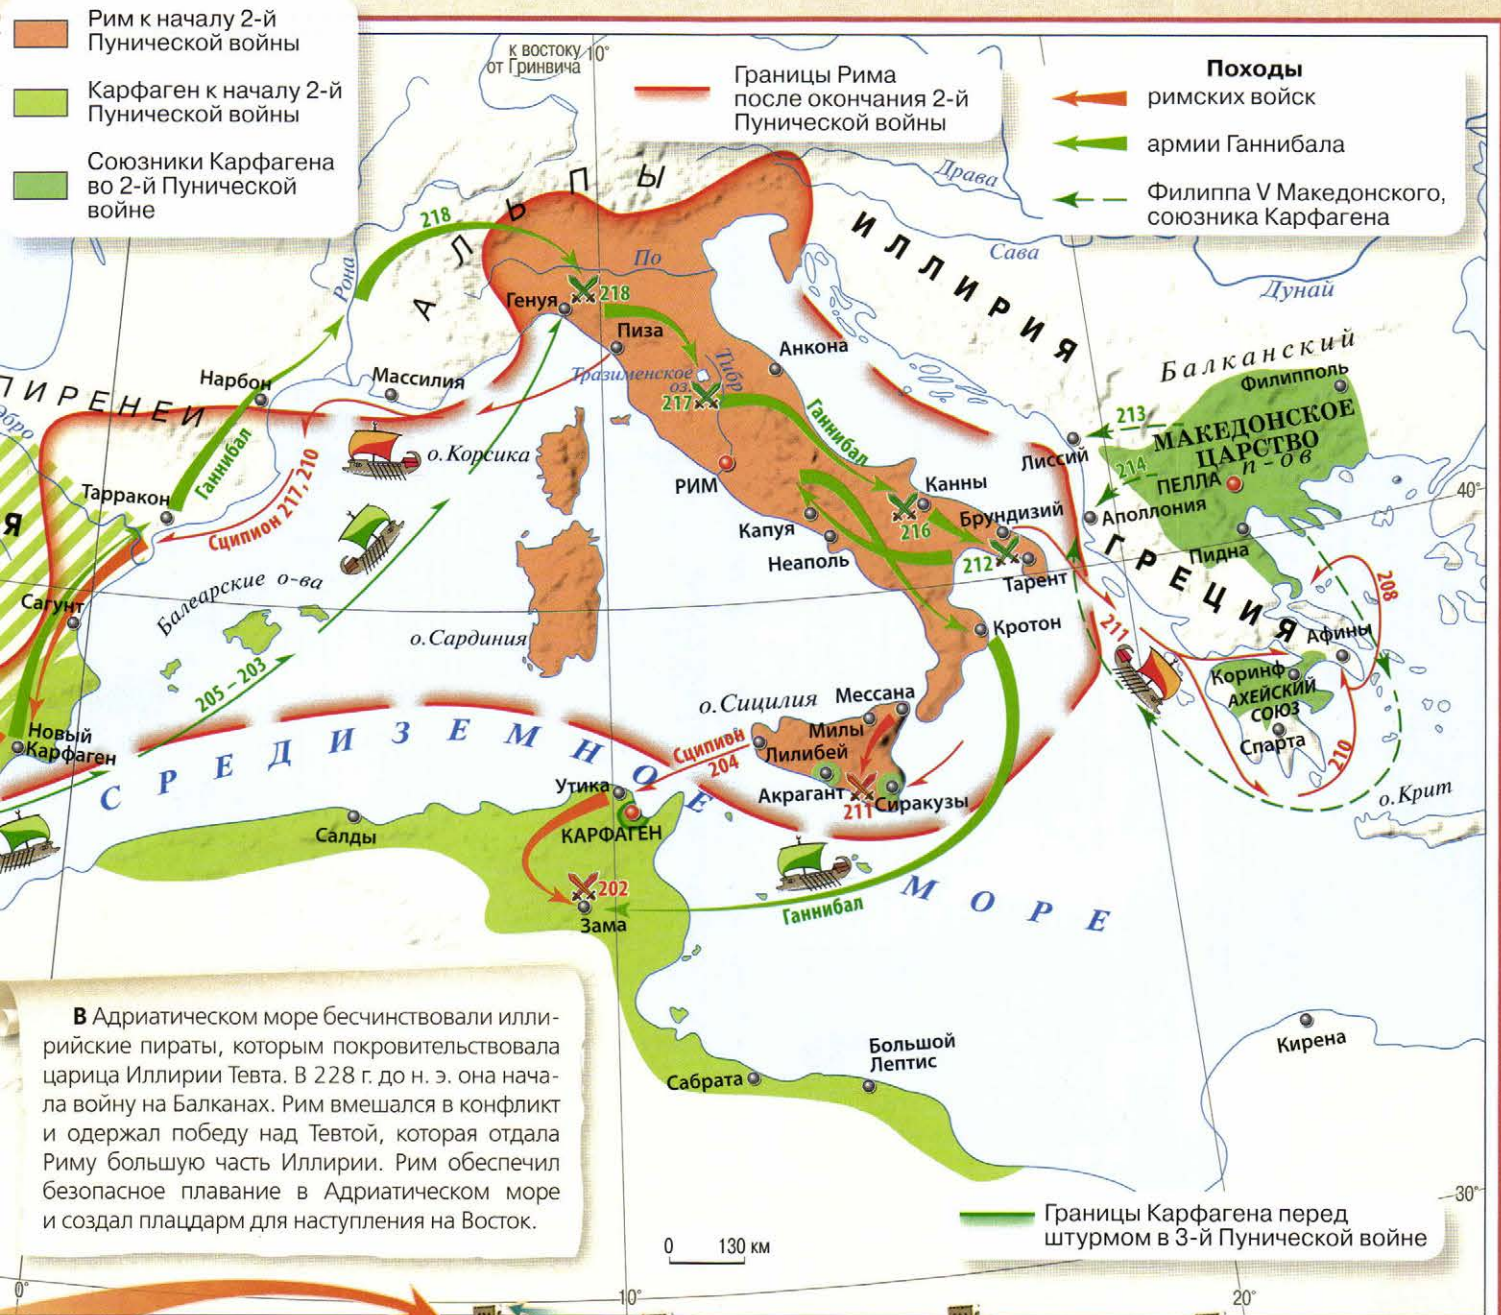 Рим к началу 2-й
Пунической войны
Карфаген к началу 2-й
Пунической войны
Союзники Карфагена
во 2-й Пунической
войне
к востоку
от Гринвича
10°
Границы Рима
после окончания 2-й
Пунической войны
Походы
римских войск
армии Ганнибала
Филиппа V Македонского,
союзника Карфагена
АЛЬПЫ
218
Рона
По
Драва
Сава
Дунай
ИЛЛИРИЯ
Генуя
218
Пиза
Анкона
Тразименское
оз.
Тибр
217
Ганнибал
Балканский
Филипполь
МАКЕДОНСКОЕ
ЦАРСТВО
п-ов
ПЕЛЛА
213
214
Лиссий
Аполлония
40°
Пидна
ПИРЕНЕИ
Эбро
Нарбон
Массилия
Ганнибал
Тарракон
Сципион 217, 210
о.Корсика
РИМ
Канны
216
Капуя
Неаполь
Брундизий
212
Тарент
ГРЕЦИЯ
208
Я
Сагунт
Балеарские о-ва
о.Сардиния
205 – 203
Кротон
211
Афины
Коринф
АХЕЙСКИЙ
СОЮЗ
Спарта
210
о.Крит
Новый
Карфаген
СРЕДИЗЕМНОЕ
МОРЕ
о.Сицилия
Мессана
Милы
Лилибей
Акрагант
211
Сиракузы
Сципион
204
Утика
КАРФАГЕН
Салды
202
Зама
Ганнибал
Сабрата
Большой
Лептис
Кирена
В Адриатическом море бесчинствовали илли-
рийские пираты, которым покровительствовала
царица Иллирии Тевта. В 228 г. до н. э. она нача-
ла войну на Балканах. Рим вмешался в конфликт
и одержал победу над Тевтой, которая отдала
Риму большую часть Иллирии. Рим обеспечил
безопасное плавание в Адриатическом море
и создал плацдарм для наступления на Восток.
30°
Границы Карфагена перед
штурмом в 3-й Пунической войне
0 130 км
0°
10°
20°